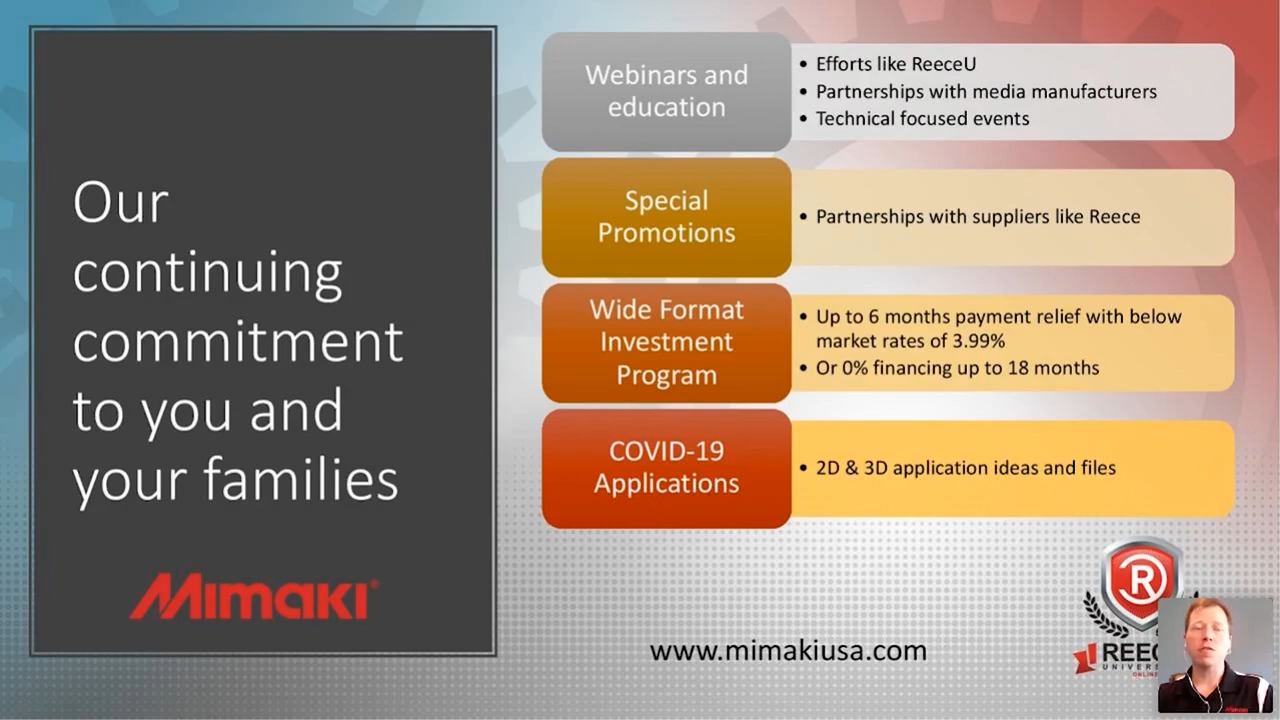 Our
continuing
commitment
to you and
your families
Mimaki®
Webinars and
education
• Efforts like ReeceU
• Partnerships with media manufacturers
• Technical focused events
Special
Promotions
• Partnerships with suppliers like Reece
Wide Format
Investment
Program
• Up to 6 months payment relief with below
market rates of 3.99%
• Or 0% financing up to 18 months
COVID-19
Applications
• 2D & 3D application ideas and files
www.mimakiusa.com
R